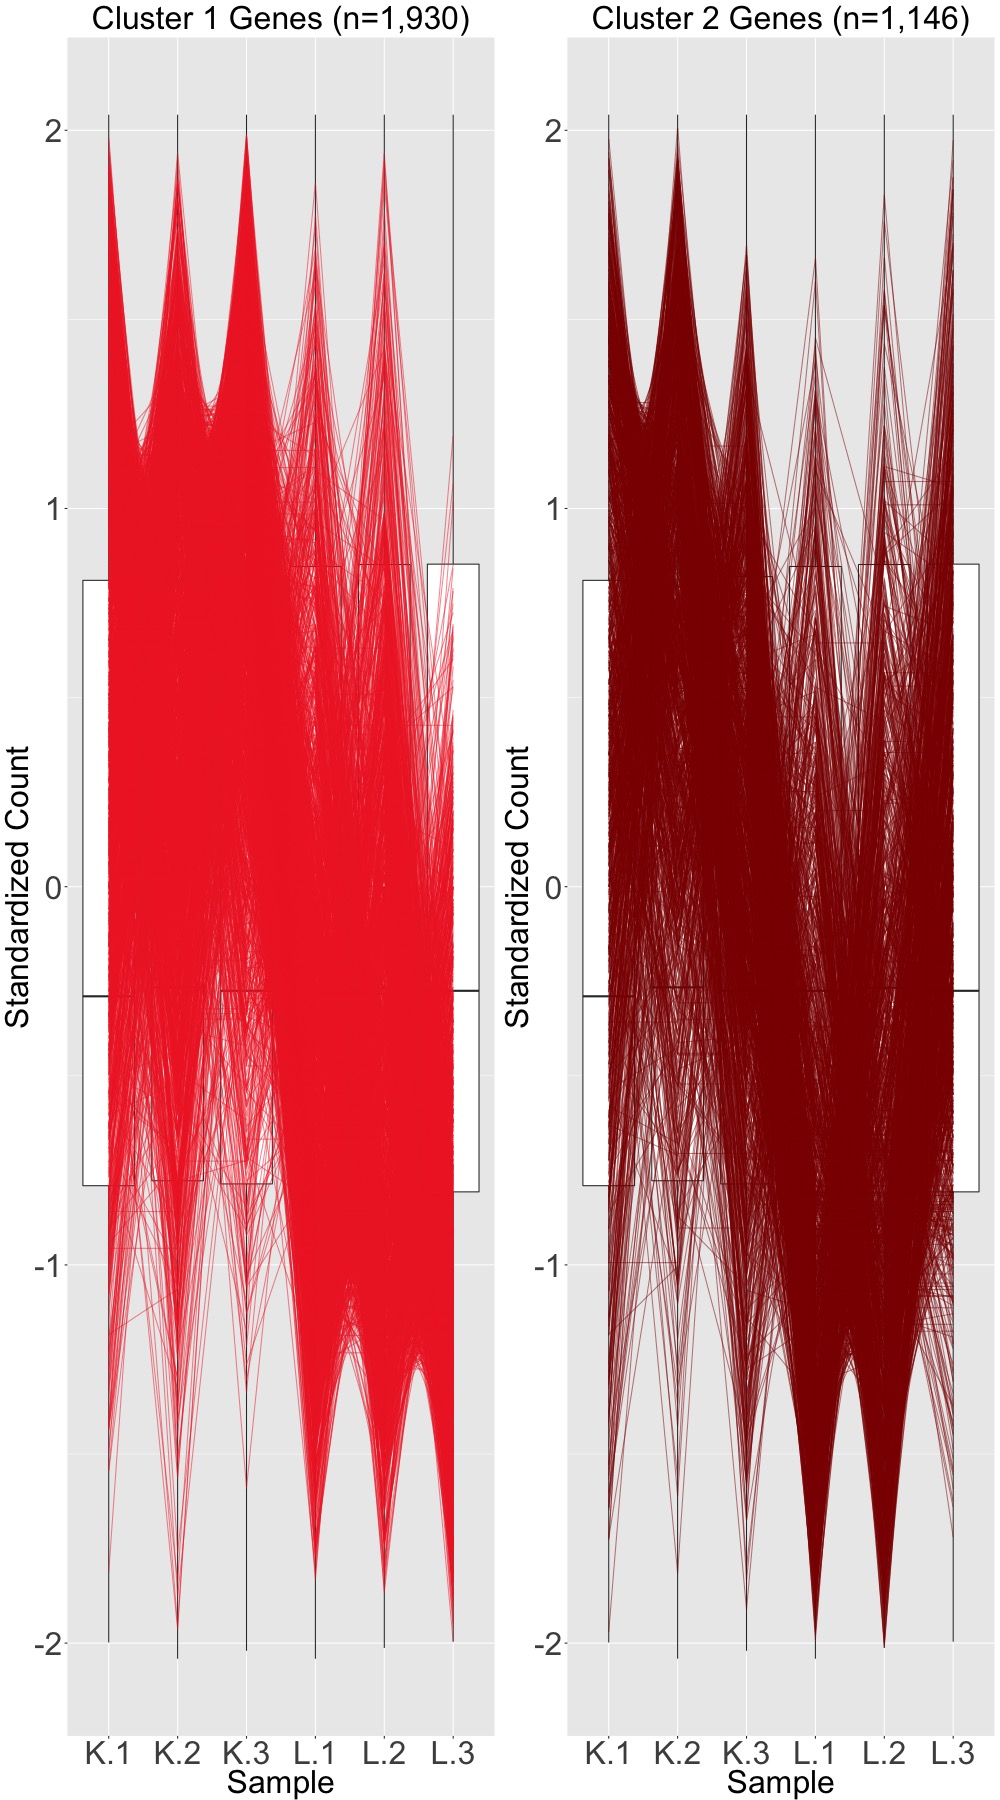 Cluster 1 Genes (n=1,930)
Standardized Count
2
1
0
-1
-2
K.1 K.2 K.3 L.1 L.2 L.3
Sample
Cluster 2 Genes (n=1,146)
Standardized Count
2
1
0
-1
-2
K.1 K.2 K.3 L.1 L.2 L.3
Sample